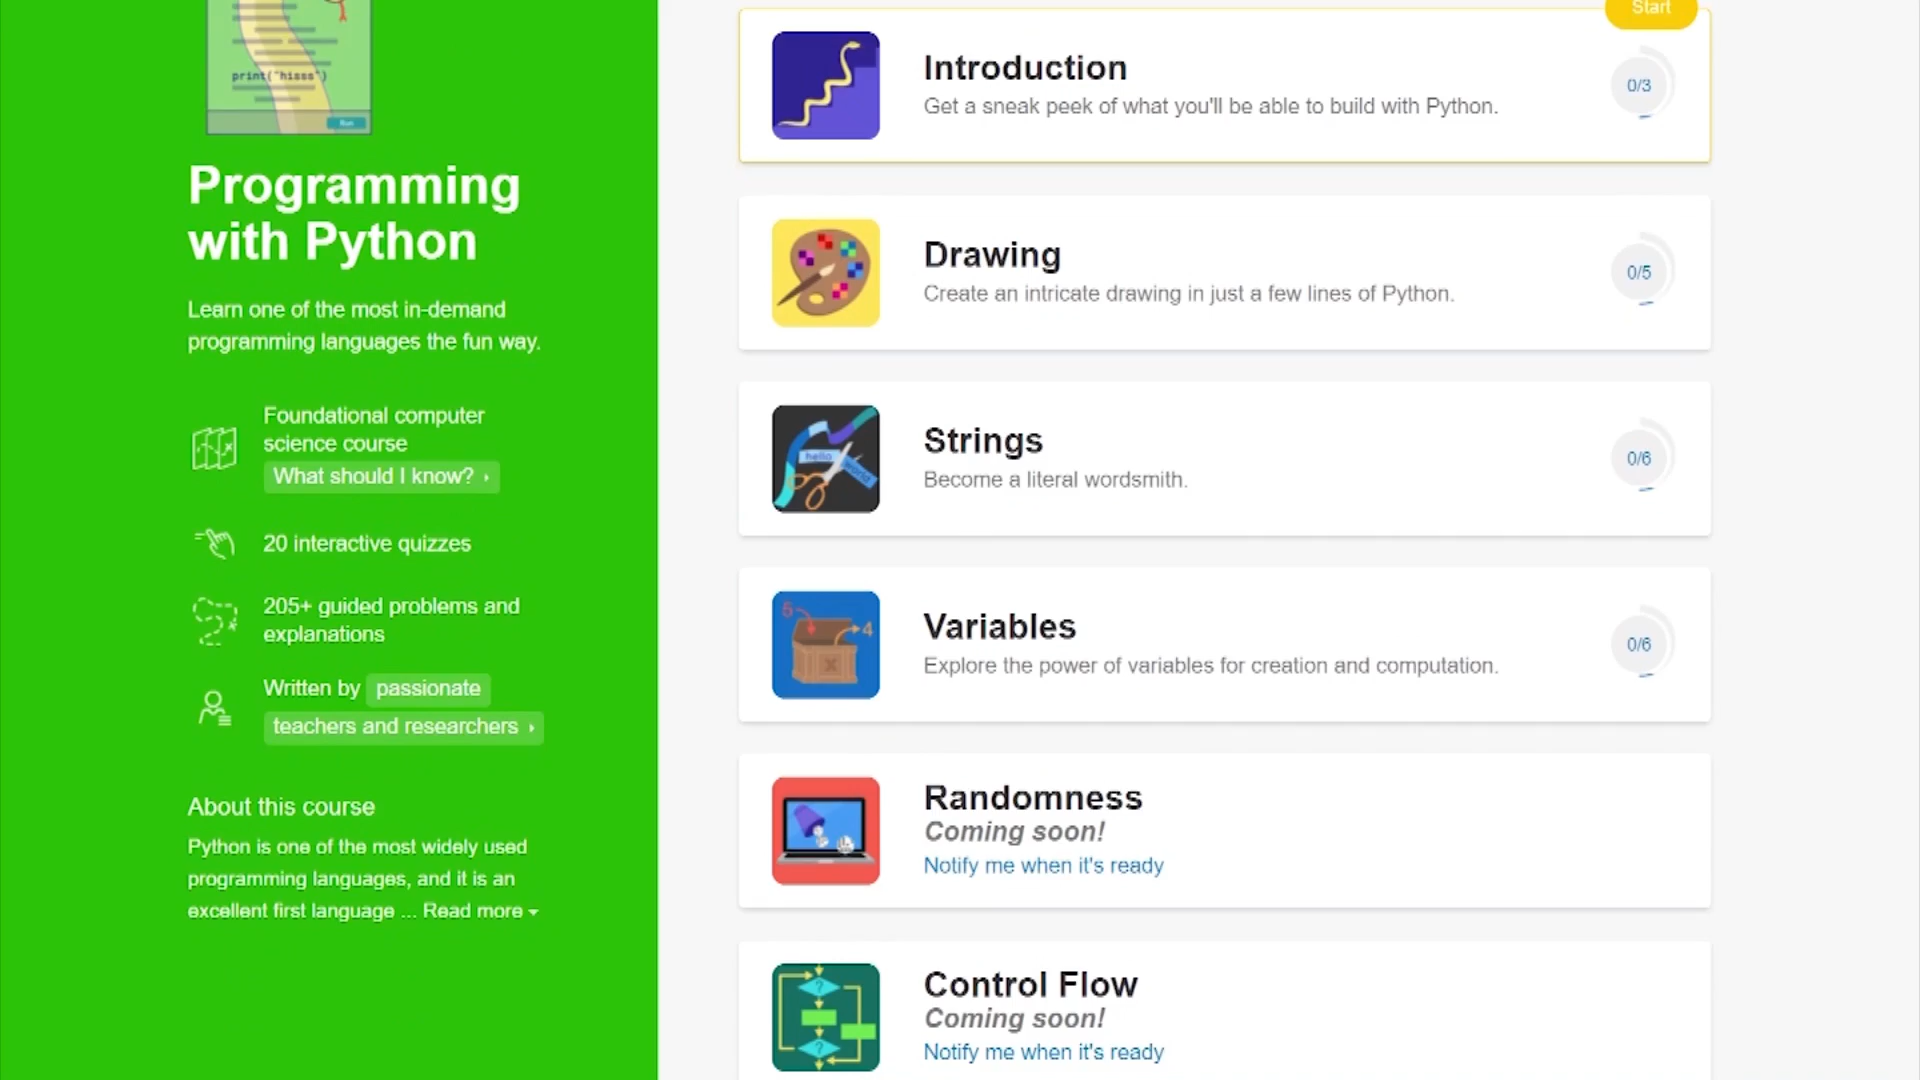 print("hisss")
Run
Programming
with Python
Learn one of the most in-demand
programming languages the fun way.
Foundational computer
science course
What should I know? ›
20 interactive quizzes
205+ guided problems and
explanations
Written by passionate
teachers and researchers ›
About this course
Python is one of the most widely used
programming languages, and it is an
excellent first language ... Read more
Start
Introduction
Get a sneak peek of what you'll be able to build with Python.
0/3
Drawing
Create an intricate drawing in just a few lines of Python.
0/5
hello
world
Strings
Become a literal wordsmith.
0/6
5
4
Variables
Explore the power of variables for creation and computation.
0/6
Randomness
Coming soon!
Notify me when it's ready
?
?
Control Flow
Coming soon!
Notify me when it's ready